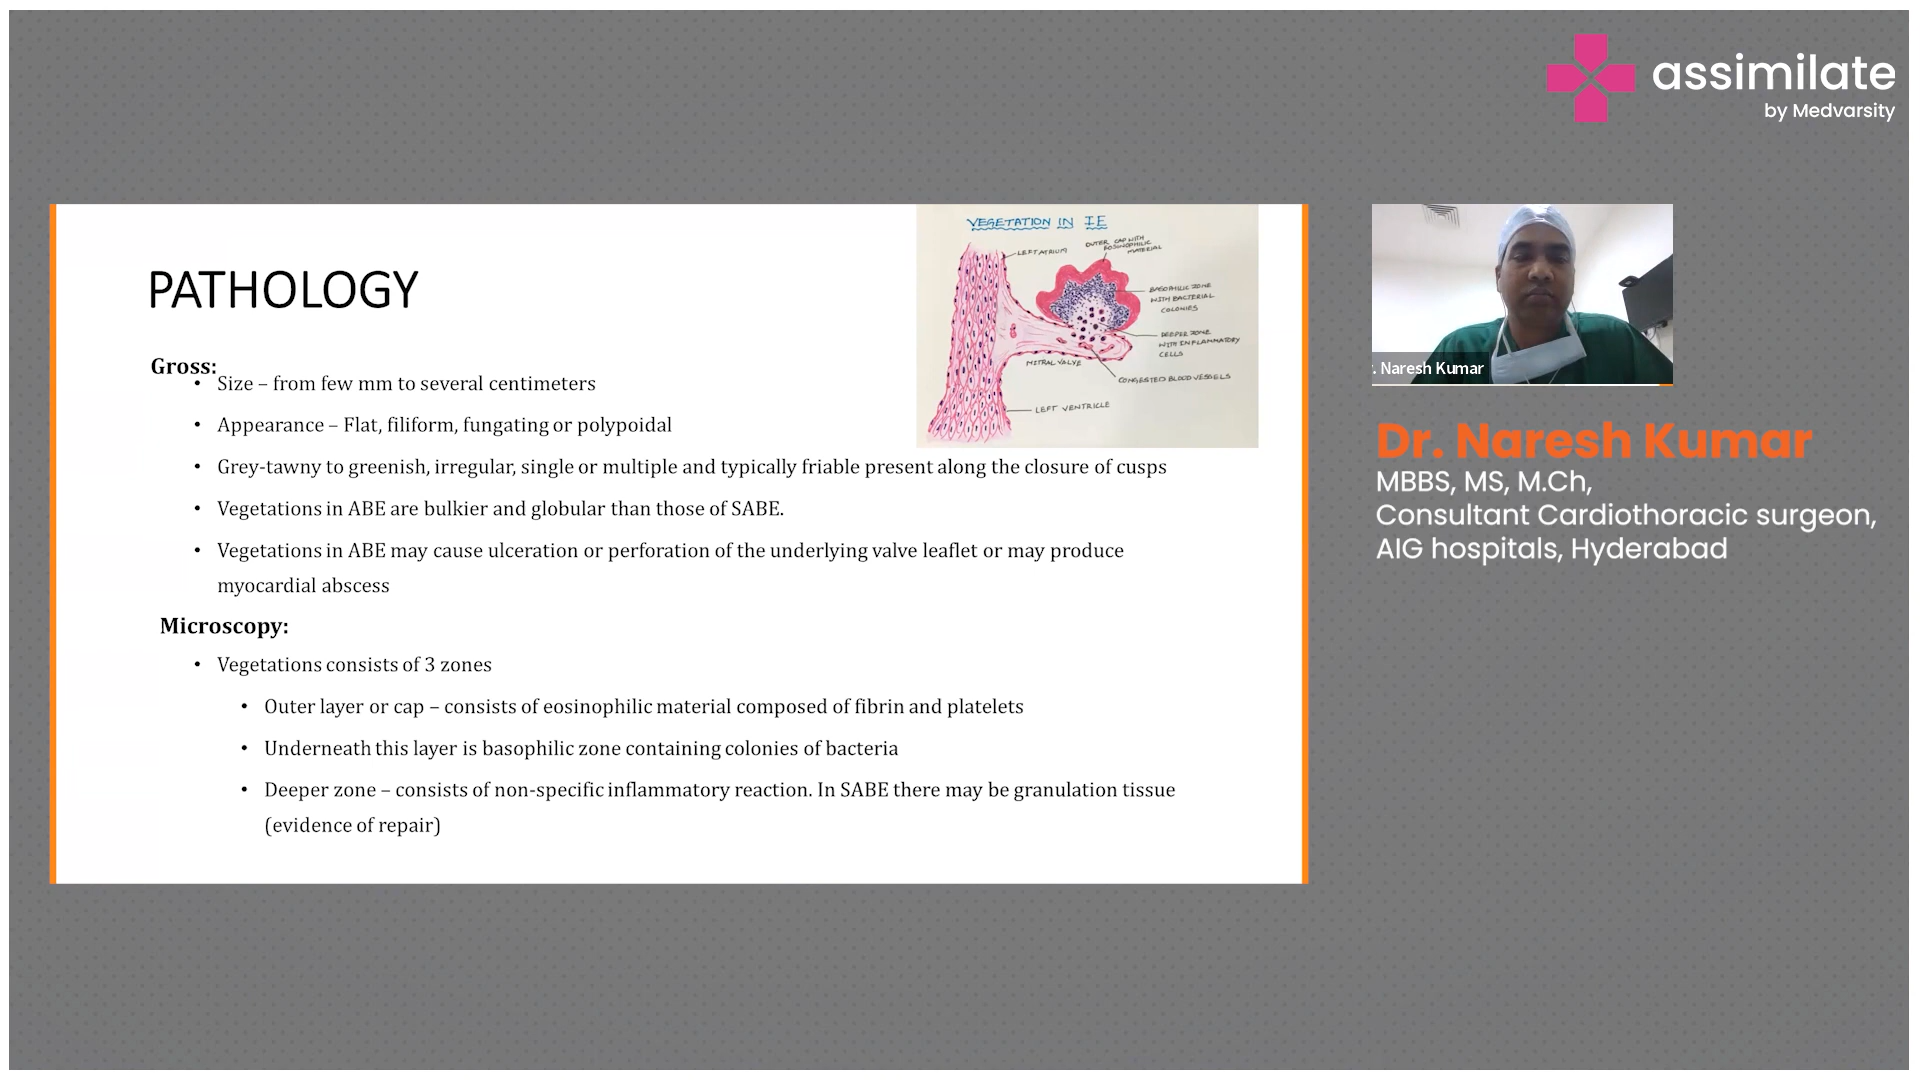 assimilate
by Medvarsity
VEGETATION IN IE
LEFT ATRIUM
OUTER CAP WITH
EOSINOPHILIC
MATERIAL
BASOPHILIC ZONE
WITH BACTERIAL
COLONIES
DEEPER ZONE
WITH INFLAMMATORY
CELLS
MITRAL VALVE
CONGESTED BLOOD VESSELS
LEFT VENTRICLE
PATHOLOGY
Gross:
• Size – from few mm to several centimeters
• Appearance – Flat, filiform, fungating or polypoidal
• Grey-tawny to greenish, irregular, single or multiple and typically friable present along the closure of cusps
• Vegetations in ABE are bulkier and globular than those of SABE.
• Vegetations in ABE may cause ulceration or perforation of the underlying valve leaflet or may produce
myocardial abscess
Microscopy:
• Vegetations consists of 3 zones
• Outer layer or cap – consists of eosinophilic material composed of fibrin and platelets
• Underneath this layer is basophilic zone containing colonies of bacteria
• Deeper zone – consists of non-specific inflammatory reaction. In SABE there may be granulation tissue
(evidence of repair)
. Naresh Kumar
Dr. Naresh Kumar
MBBS, MS, M.Ch,
Consultant Cardiothoracic surgeon,
AIG hospitals, Hyderabad